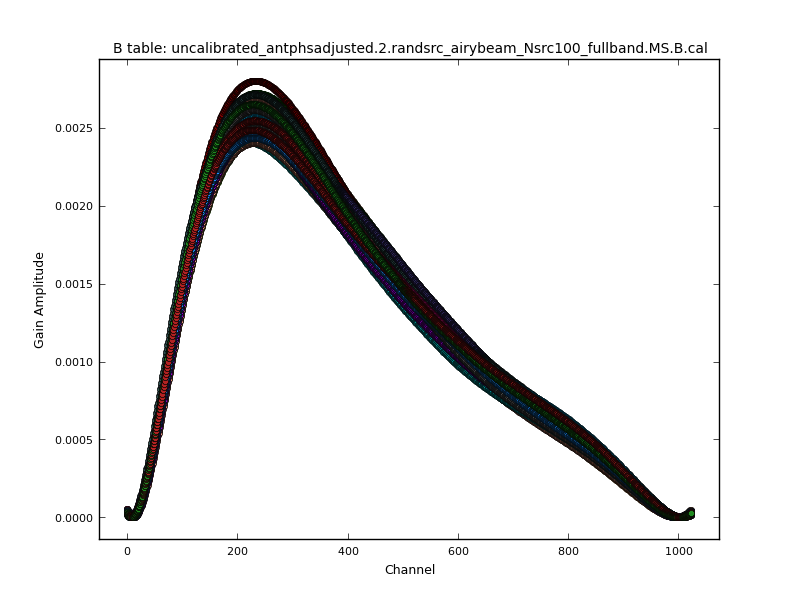 B table: uncalibrated_antphsadjusted.2.randsrc_airybeam_Nsrc100_fullband.MS.B.cal
0.0025
0.0020
0.0015
0.0010
0.0005
0.0000
Gain Amplitude
0 200 400 600 800 1000
Channel